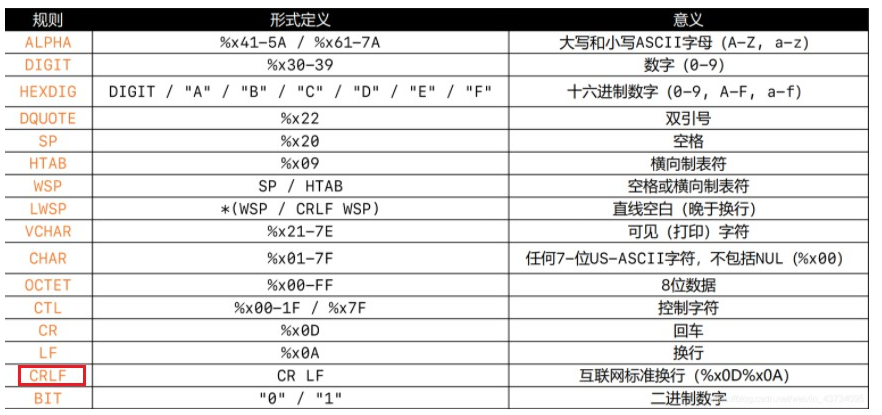 规则 形式定义 意义
ALPHA %x41-5A / %x61-7A 大写和小写ASCII字母 (A-Z, a-z)
DIGIT %x30-39 数字 (0-9)
HEXDIG DIGIT / "A" / "B" / "C" / "D" / "E" / "F" 十六进制数字 (0-9, A-F, a-f)
DQUOTE %x22 双引号
SP %x20 空格
HTAB %x09 横向制表符
WSP SP / HTAB 空格或横向制表符
LWSP *(WSP / CRLF WSP) 直线空白 (晚于换行)
VCHAR %x21-7E 可见 (打印) 字符
CHAR %x01-7F 任何7-位US-ASCII字符, 不包括NUL (%x00)
OCTET %x00-FF 8位数据
CTL %x00-1F / %x7F 控制字符
CR %x0D 回车
LF %x0A 换行
CRLF CR LF 互联网标准换行 (%x0D%x0A)
BIT "0" / "1" 二进制数字